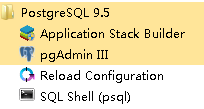 PostgreSQL 9.5
Application Stack Builder
pgAdmin III
Reload Configuration
SQL Shell (psql)